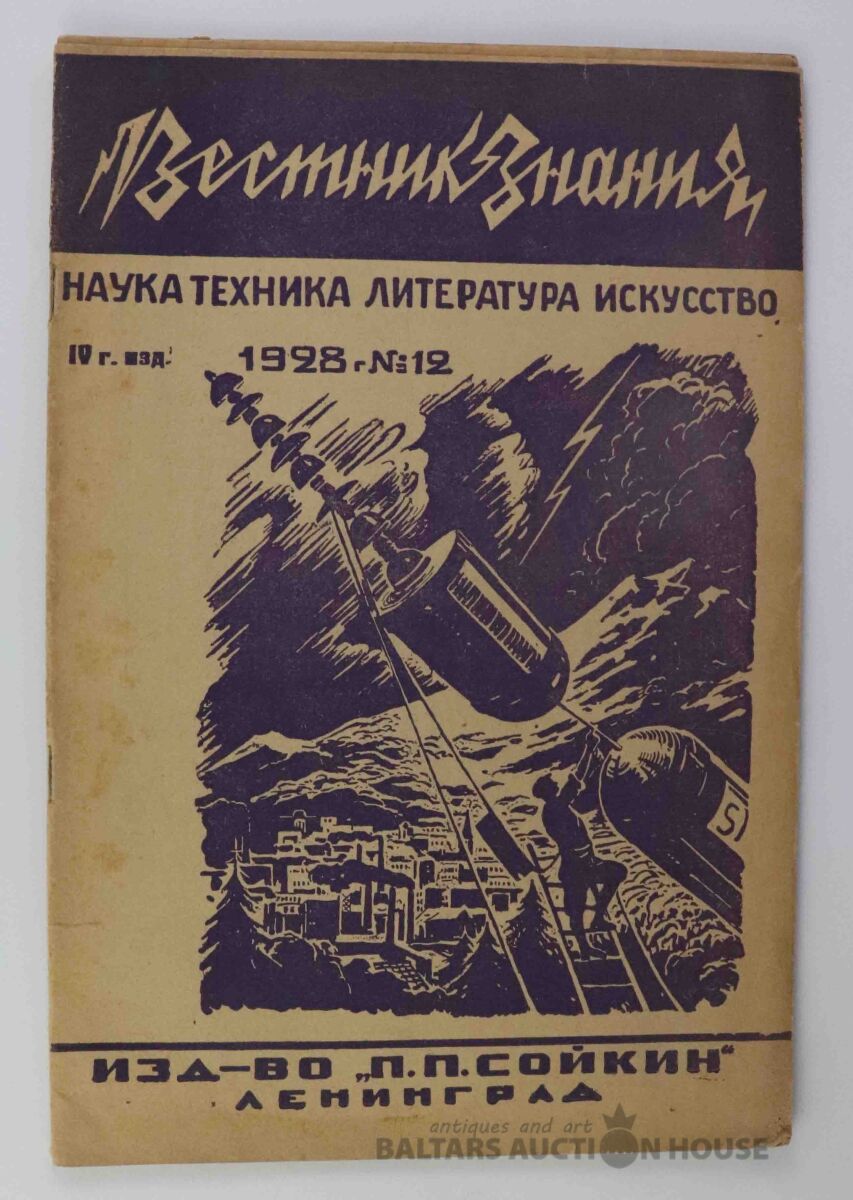 Вестник Знания
НАУКА ТЕХНИКА ЛИТЕРАТУРА ИСКУССТВО
IV г. изд.
1928 г. №12
S
ИЗД-ВО „П.П.СОЙКИН“
ЛЕНИНГРАД
antiques and art
BALTARS AUCTION HOUSE